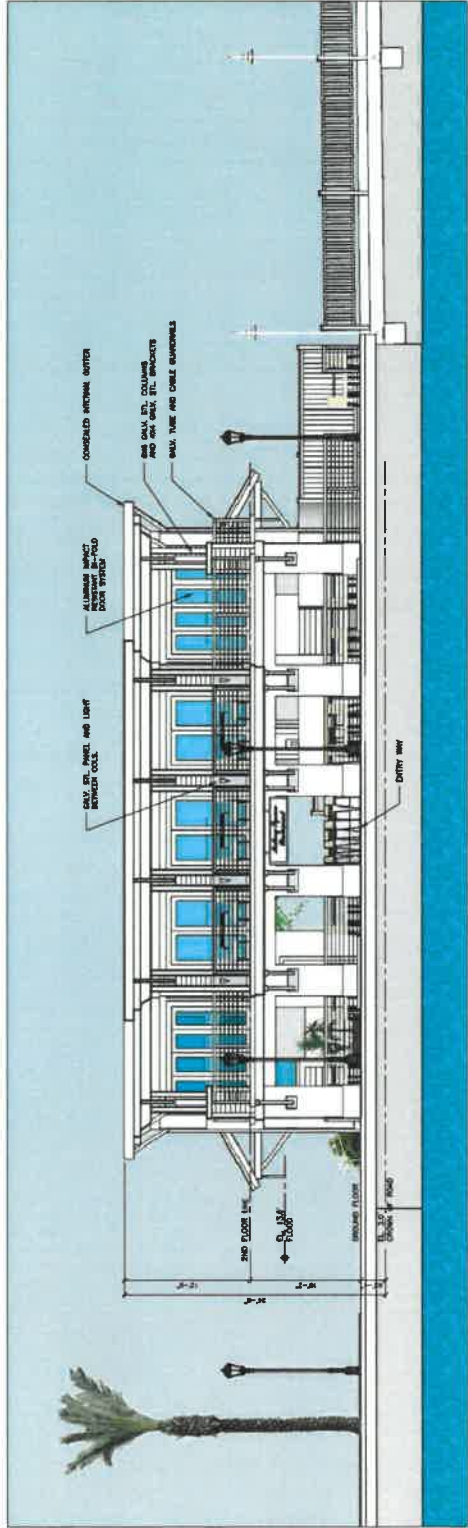 CONSEALED INTERNAL GUTTER
8X8 GALV. STL. COLUMNS
AND 4X4 GALV. STL. BRACKETS
GALV. TUBE AND CABLE GUARDRAILS
ALUMINUM IMPACT
RESISTANT BI-FOLD
DOOR SYSTEM
GALV. STL. PANEL AND LIGHT
BETWEEN COLS.
ENTRY WAY
2ND FLOOR LINE
FLOOD
GROUND FLOOR
CROWN OF ROAD